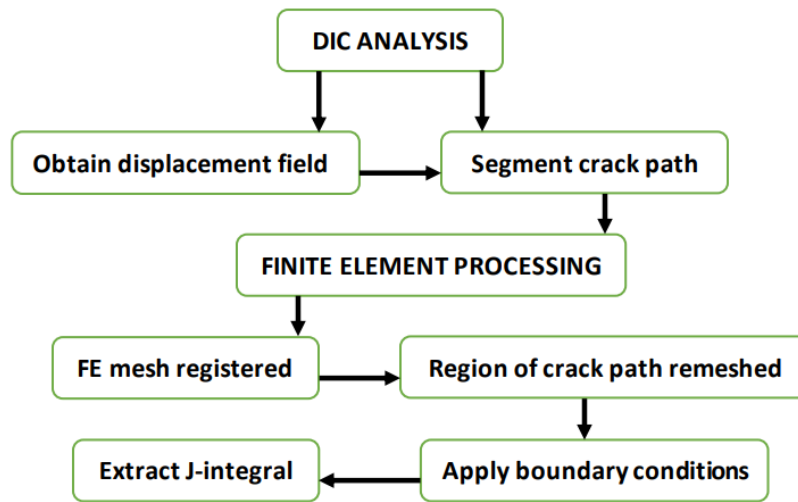 DIC ANALYSIS
Obtain displacement field
Segment crack path
FINITE ELEMENT PROCESSING
FE mesh registered
Region of crack path remeshed
Extract J-integral
Apply boundary conditions